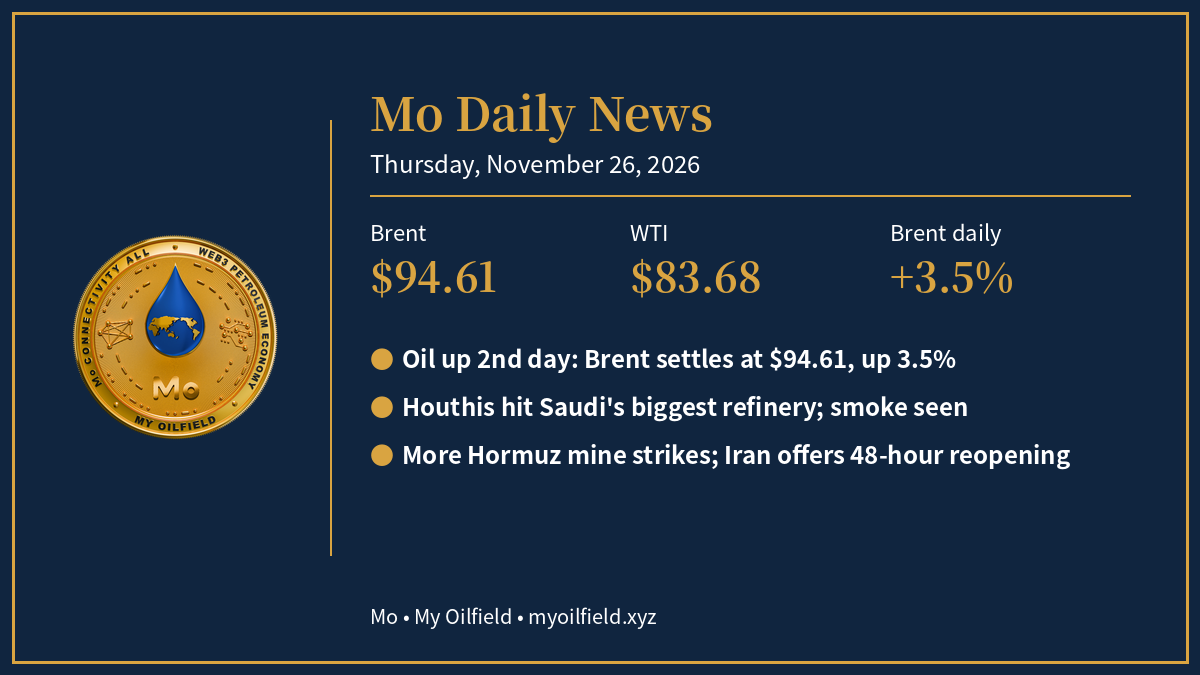 Mo Daily News
Thursday, November 26, 2026
Brent WTI Brent daily
$94.61 $83.68 +3.5%
Oil up 2nd day: Brent settles at $94.61, up 3.5%
Houthis hit Saudi's biggest refinery; smoke seen
More Hormuz mine strikes; Iran offers 48-hour reopening
Mo • My Oilfield • myoilfield.xyz
Mo CONNECTIVITY ALL
WEB3 PETROLEUM ECONOMY
Mo
MY OILFIELD